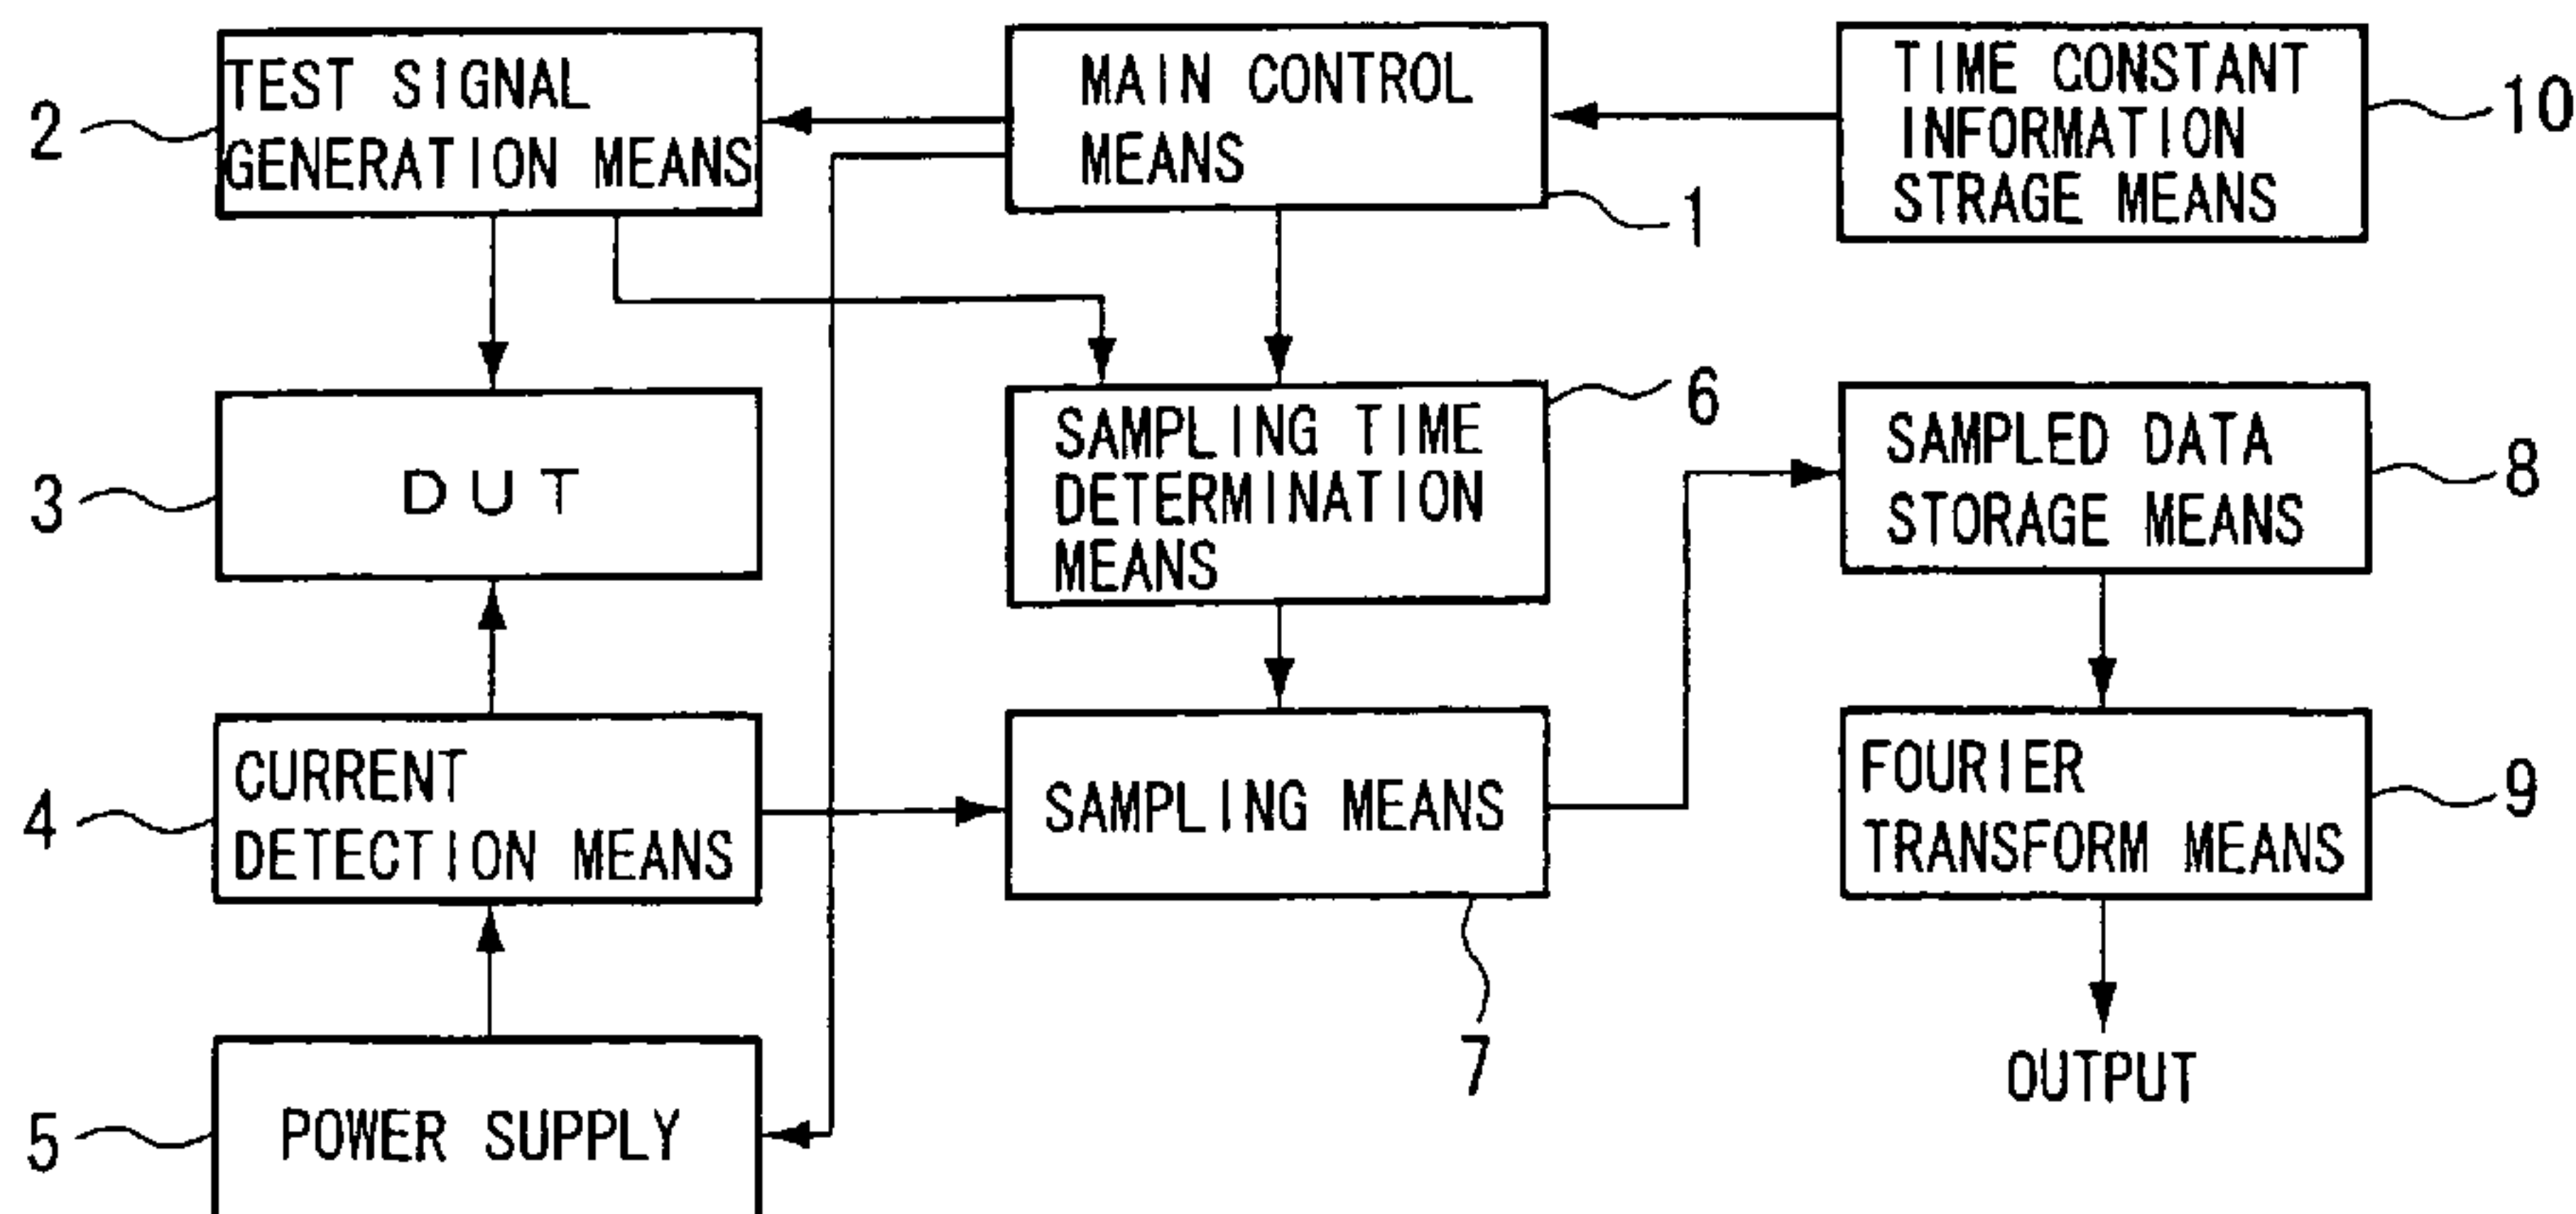 2
TEST SIGNAL
GENERATION MEANS
MAIN CONTROL
MEANS
1
TIME CONSTANT
INFORMATION
STRAGE MEANS
10
3
DUT
SAMPLING TIME
DETERMINATION
MEANS
6
SAMPLED DATA
STORAGE MEANS
8
4
CURRENT
DETECTION MEANS
SAMPLING MEANS
7
FOURIER
TRANSFORM MEANS
9
5
POWER SUPPLY
OUTPUT